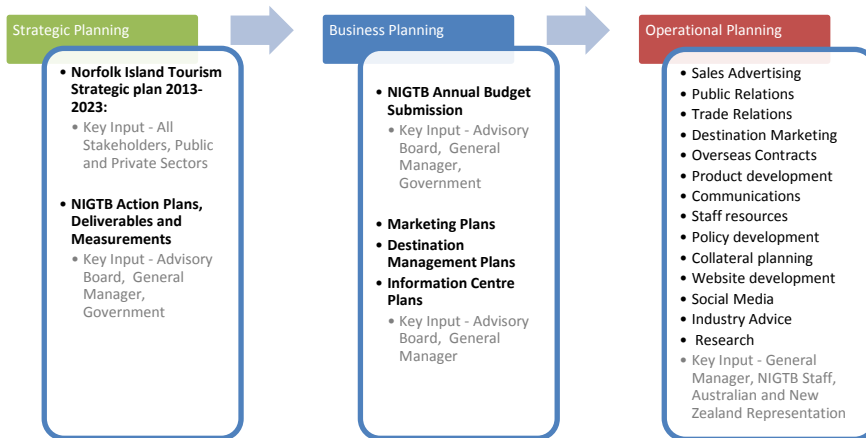 Strategic Planning
• Norfolk Island Tourism
Strategic plan 2013-
2023:
• Key Input - All
Stakeholders, Public
and Private Sectors
• NIGTB Action Plans,
Deliverables and
Measurements
• Key Input - Advisory
Board, General
Manager,
Government
Business Planning
• NIGTB Annual Budget
Submission
• Key Input - Advisory
Board, General
Manager,
Government
• Marketing Plans
• Destination
Management Plans
• Information Centre
Plans
• Key Input - Advisory
Board, General
Manager
Operational Planning
• Sales Advertising
• Public Relations
• Trade Relations
• Destination Marketing
• Overseas Contracts
• Product development
• Communications
• Staff resources
• Policy development
• Collateral planning
• Website development
• Social Media
• Industry Advice
• Research
• Key Input - General
Manager, NIGTB Staff,
Australian and New
Zealand Representation